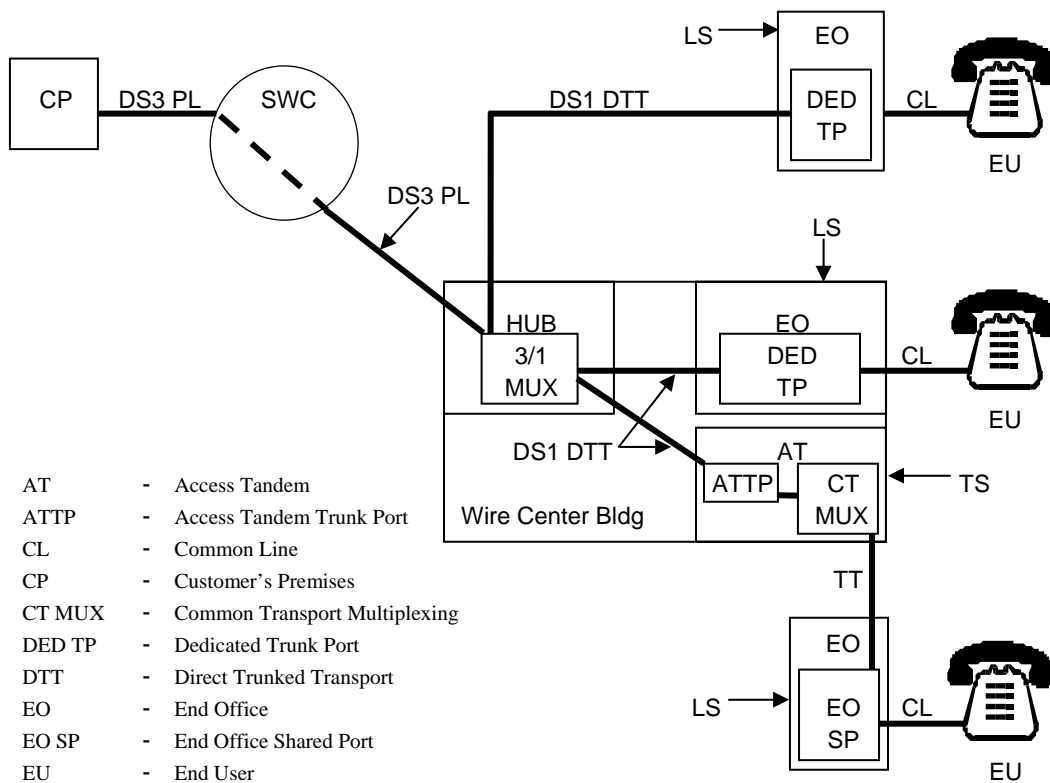 LS
EO
CP
DS3 PL
SWC
DS1 DTT
DED
TP
CL
EU
DS3 PL
LS
HUB
3/1
MUX
EO
DED
TP
CL
EU
DS1 DTT
AT
ATTP
CT
MUX
TS
Wire Center Bldg
TT
EO
LS
EO
SP
CL
EU
AT - Access Tandem
ATTP - Access Tandem Trunk Port
CL - Common Line
CP - Customer's Premises
CT MUX - Common Transport Multiplexing
DED TP - Dedicated Trunk Port
DTT - Direct Trunked Transport
EO - End Office
EO SP - End Office Shared Port
EU - End User